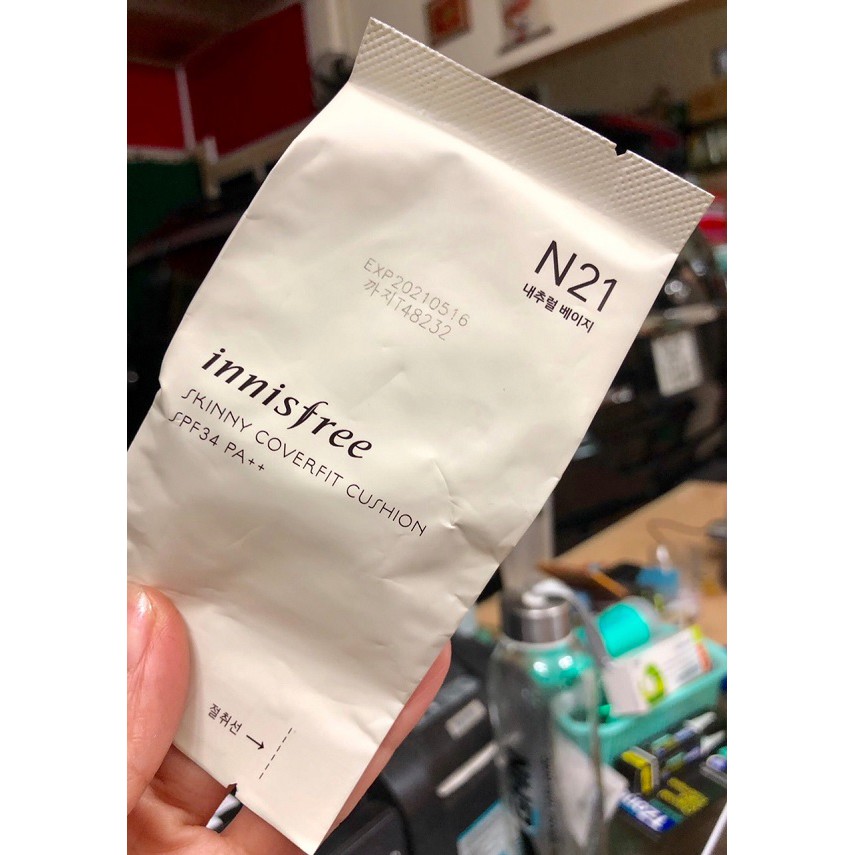 N21
내추럴 베이지
EXP20210516
까지T48232
innisfree
SKINNY COVERFIT CUSHION
SPF34 PA++
절취선 →